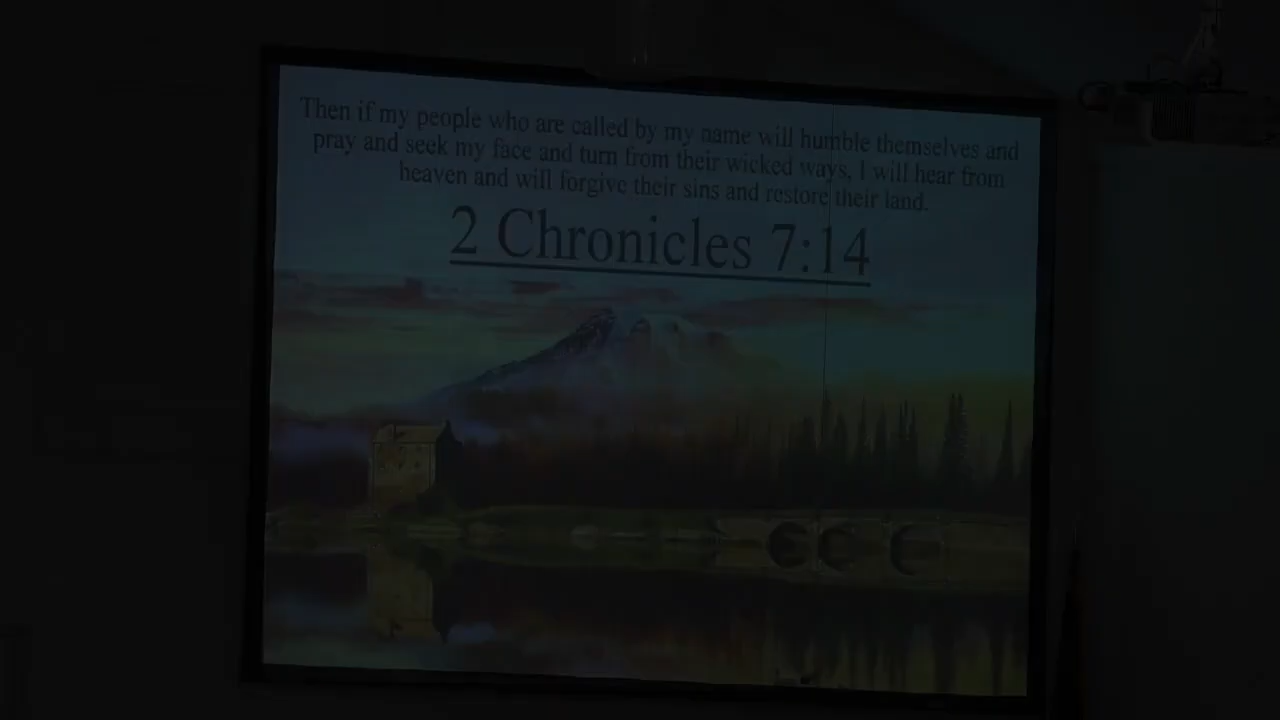 Then if my people who are called by my name will humble themselves and
pray and seek my face and turn from their wicked ways, I will hear from
heaven and will forgive their sins and restore their land.
2 Chronicles 7:14